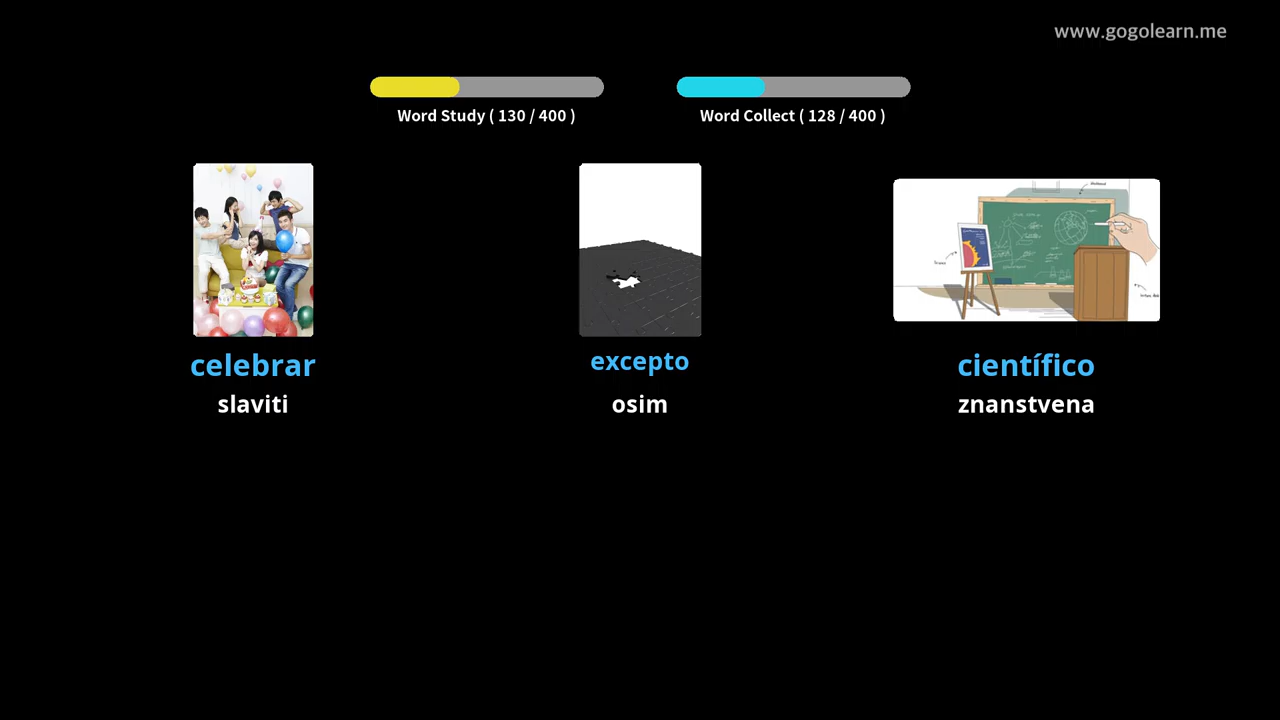 www.gogolearn.me
Word Study ( 130 / 400 )
Word Collect ( 128 / 400 )
celebrar
excepto
científico
slaviti
osim
znanstvena